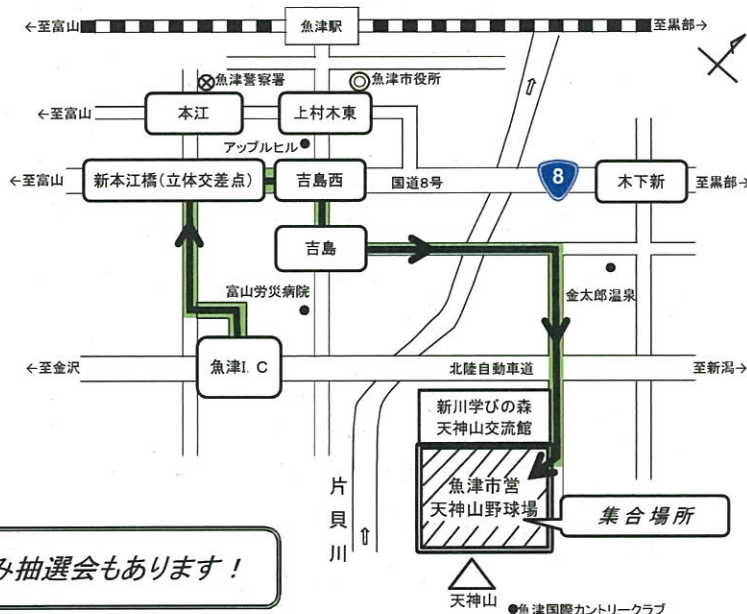 ←至富山
魚津駅
至黒部→
魚津警察署
魚津市役所
←至富山
本江
上村木東
アップルヒル
←至富山
新本江橋(立体交差点)
吉島西
国道8号
8
木下新
至黒部→
吉島
富山労災病院
金太郎温泉
←至金沢
魚津I. C
北陸自動車道
至新潟→
新川学びの森
天神山交流館
魚津市営
天神山野球場
集合場所
片貝川
み抽選会もあります!
天神山
魚津国際カントリークラブ